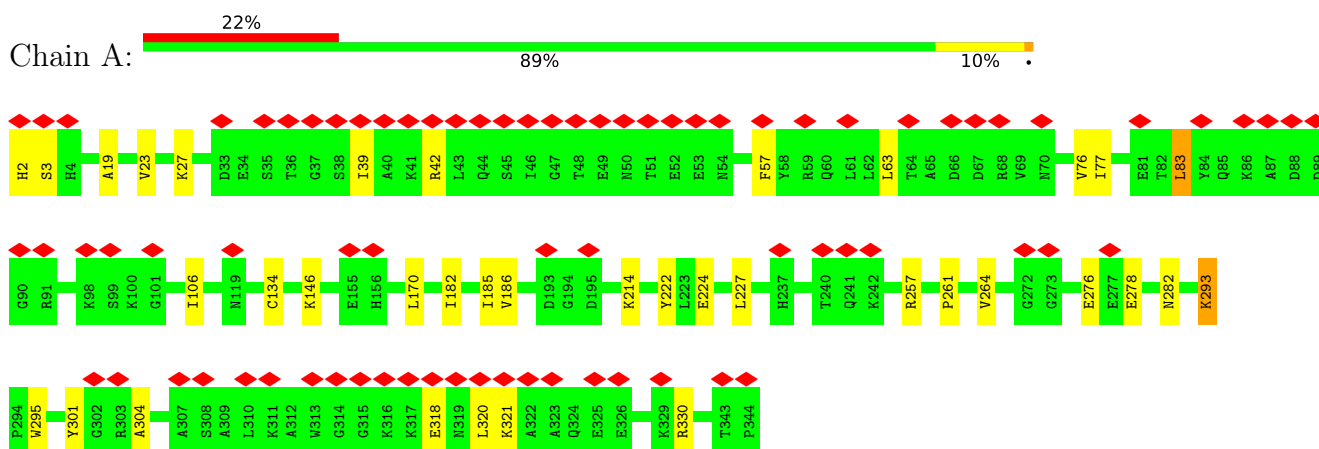 22%
Chain A:
89% 10% •
H2 S3 H4 A19 V23 K27 D33 E34 S35 T36 G37 S38 I39 A40 K41 R42 L43 Q44 S45 I46 G47 T48 E49 N50 T51 E52 E53 N54 F57 Y58 R59 Q60 L61 L62 L63 T64 A65 D66 D67 R68 V69 N70 V76 I77 E81 T82 L83 Y84 Q85 K86 A87 D88 D89
G90 R91 K98 S99 K100 G101 I106 N119 C134 K146 E155 H156 L170 I182 I185 V186 D193 G194 D195 K214 Y222 L223 E224 L227 H237 T240 Q241 K242 R257 P261 V264 G272 G273 E276 E277 E278 N282 K293
P294 W295 Y301 G302 R303 A304 A307 S308 A309 L310 K311 A312 W313 G314 G315 K316 K317 E318 N319 L320 K321 A322 A323 Q324 E325 E326 K329 R330 T343 P344